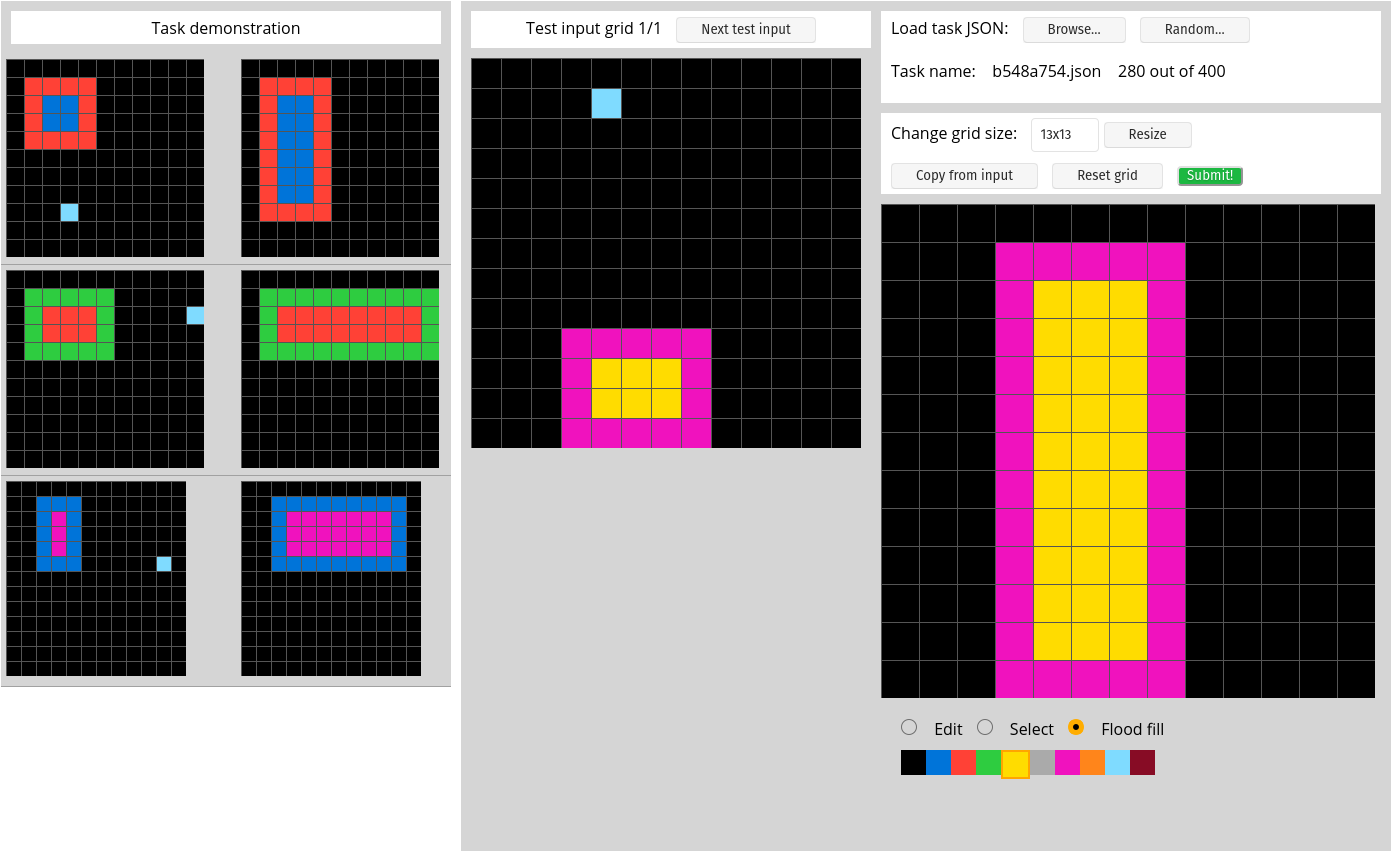 Task demonstration
Test input grid 1/1
Next test input
Load task JSON:
Browse...
Random...
Task name:
b548a754.json
280 out of 400
Change grid size:
13x13
Resize
Copy from input
Reset grid
Submit!
Edit
Select
Flood fill